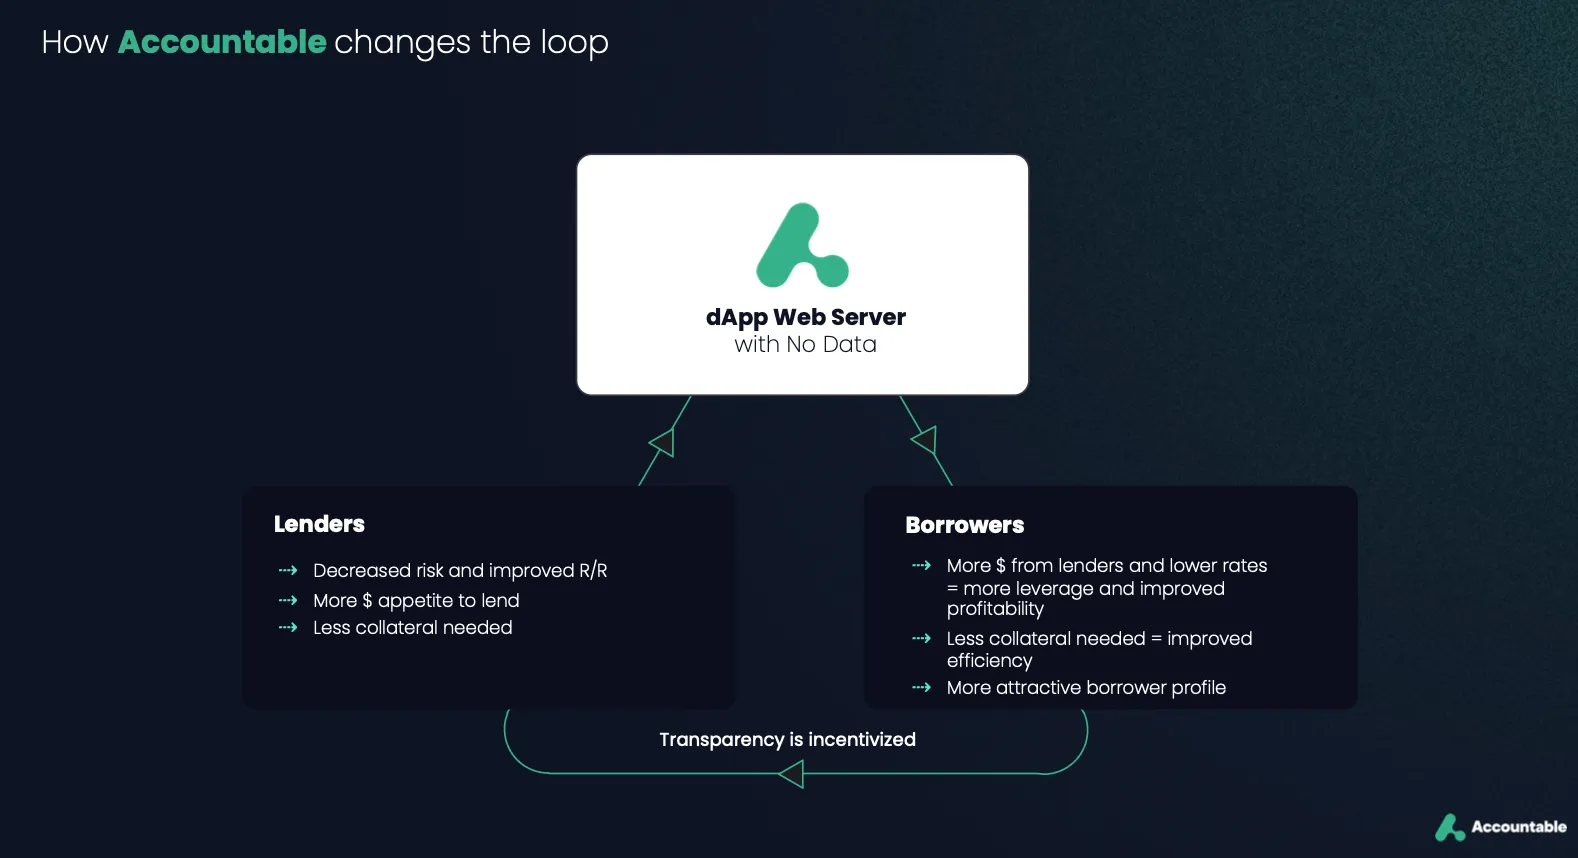 How Accountable changes the loop
dApp Web Server
with No Data
Lenders
Decreased risk and improved R/R
More $ appetite to lend
Less collateral needed
Borrowers
More $ from lenders and lower rates
= more leverage and improved
profitability
Less collateral needed = improved
efficiency
More attractive borrower profile
Transparency is incentivized
Accountable